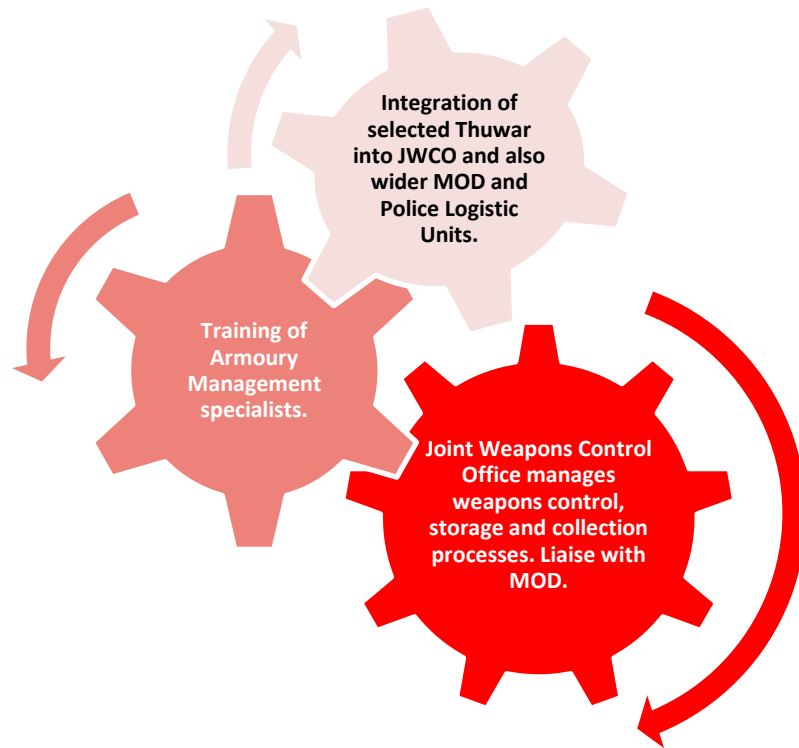 Integration of
selected Thuwar
into JWCO and also
wider MOD and
Police Logistic
Units.
Training of
Armoury
Management
specialists.
Joint Weapons Control
Office manages
weapons control,
storage and collection
processes. Liaise with
MOD.